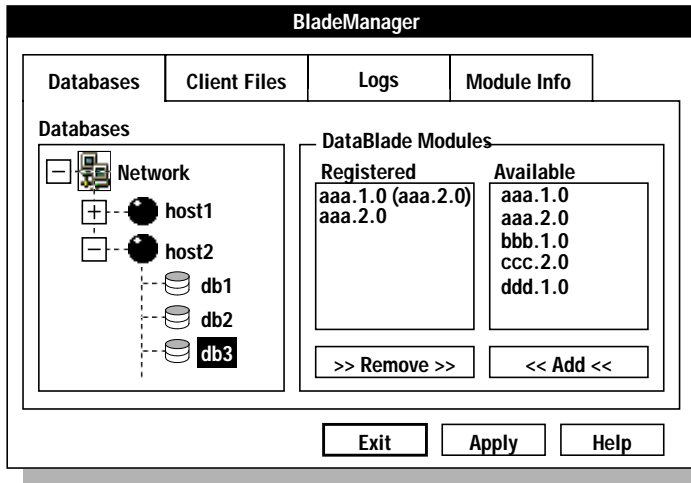 BladeManager
Databases
Client Files
Logs
Module Info
Databases
Network
host1
host2
db1
db2
db3
DataBlade Modules
Registered
aaa.1.0 (aaa.2.0)
aaa.2.0
>> Remove >>
Available
aaa.1.0
aaa.2.0
bbb.1.0
ccc.2.0
ddd.1.0
<< Add <<
Exit
Apply
Help